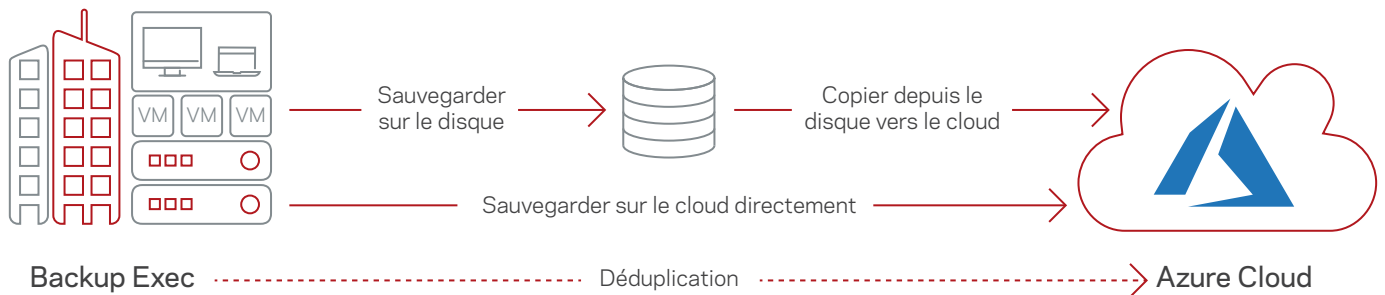 VM VM VM
Sauvegarder
sur le disque
Copier depuis le
disque vers le cloud
Sauvegarder sur le cloud directement
Backup Exec
Déduplication
Azure Cloud